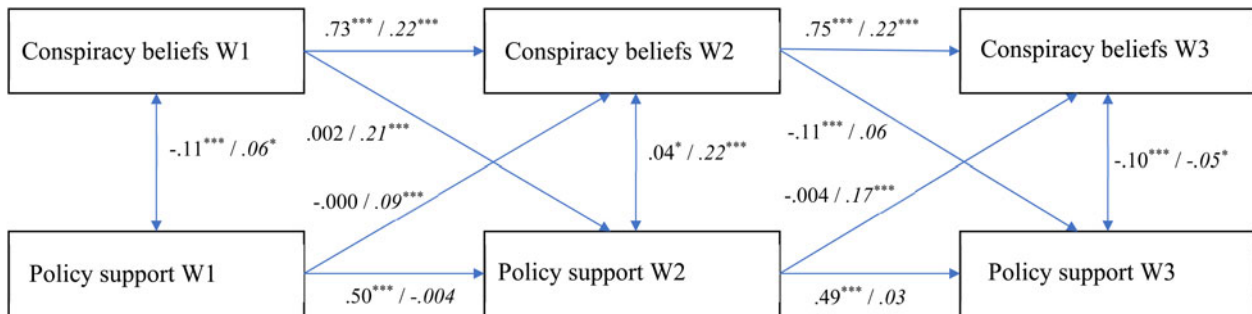 .73*** / .22***
.75*** / .22***
Conspiracy beliefs W1
Conspiracy beliefs W2
Conspiracy beliefs W3
-.11*** / .06*
.002 / .21***
.04* / .22***
-.11*** / .06
-.10*** / -.05*
-.000 / .09***
-.004 / .17***
Policy support W1
Policy support W2
Policy support W3
.50*** / -.004
.49*** / .03